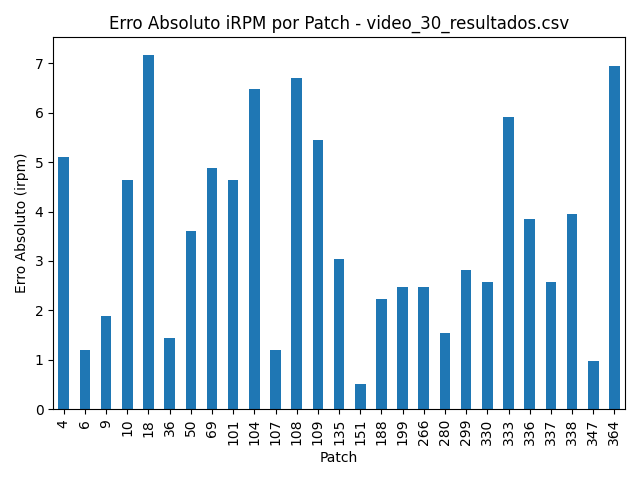 Erro Absoluto iRPM por Patch - video_30_resultados.csv
Erro Absoluto (irpm)
7
6
5
4
3
2
1
0
4 6 9 10 18 36 50 69 101 104 107 108 109 135 151 188 199 266 280 299 330 333 336 337 338 347 364
Patch